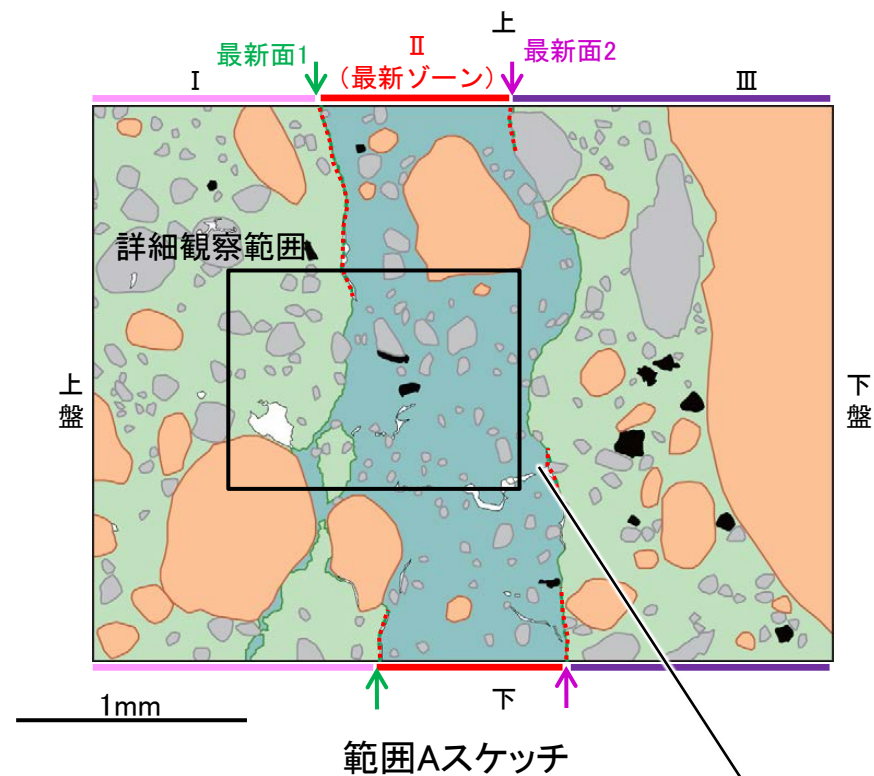 上
最新面1
Ⅱ
(最新ゾーン)
最新面2
Ⅰ
Ⅲ
詳細観察範囲
上盤
下盤
下
1mm
範囲Aスケッチ